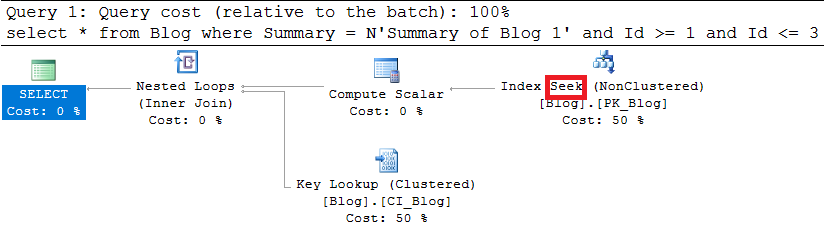 Query 1: Query cost (relative to the batch): 100%
select * from Blog where Summary = N'Summary of Blog 1' and Id >= 1 and Id <= 3
SELECT
Cost: 0 %
Nested Loops
(Inner Join)
Cost: 0 %
Compute Scalar
Cost: 0 %
Index Seek (NonClustered)
[Blog].[PK_Blog]
Cost: 50 %
Key Lookup (Clustered)
[Blog].[CI_Blog]
Cost: 50 %